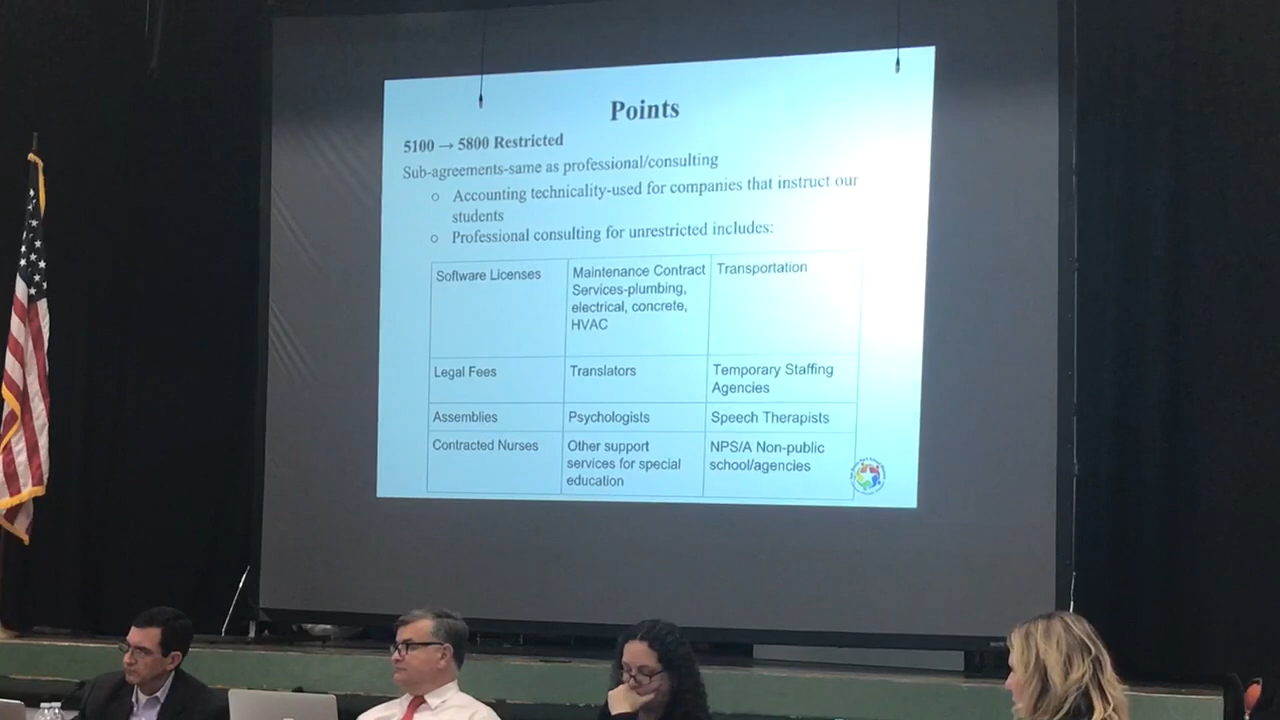 Points
5100 → 5800 Restricted
Sub-agreements-same as professional/consulting
○ Accounting technicality-used for companies that instruct our
students
○ Professional consulting for unrestricted includes:
Software Licenses
Maintenance Contract
Services-plumbing,
electrical, concrete,
HVAC
Transportation
Legal Fees
Translators
Temporary Staffing
Agencies
Assemblies
Psychologists
Speech Therapists
Contracted Nurses
Other support
services for special
education
NPS/A Non-public
school/agencies